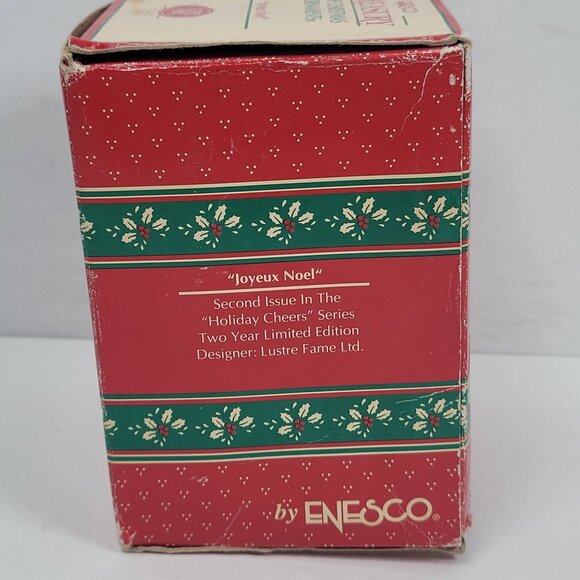 "Joyeux Noel"
Second Issue In The
"Holiday Cheers" Series
Two Year Limited Edition
Designer: Lustre Fame Ltd.
by ENESCO®